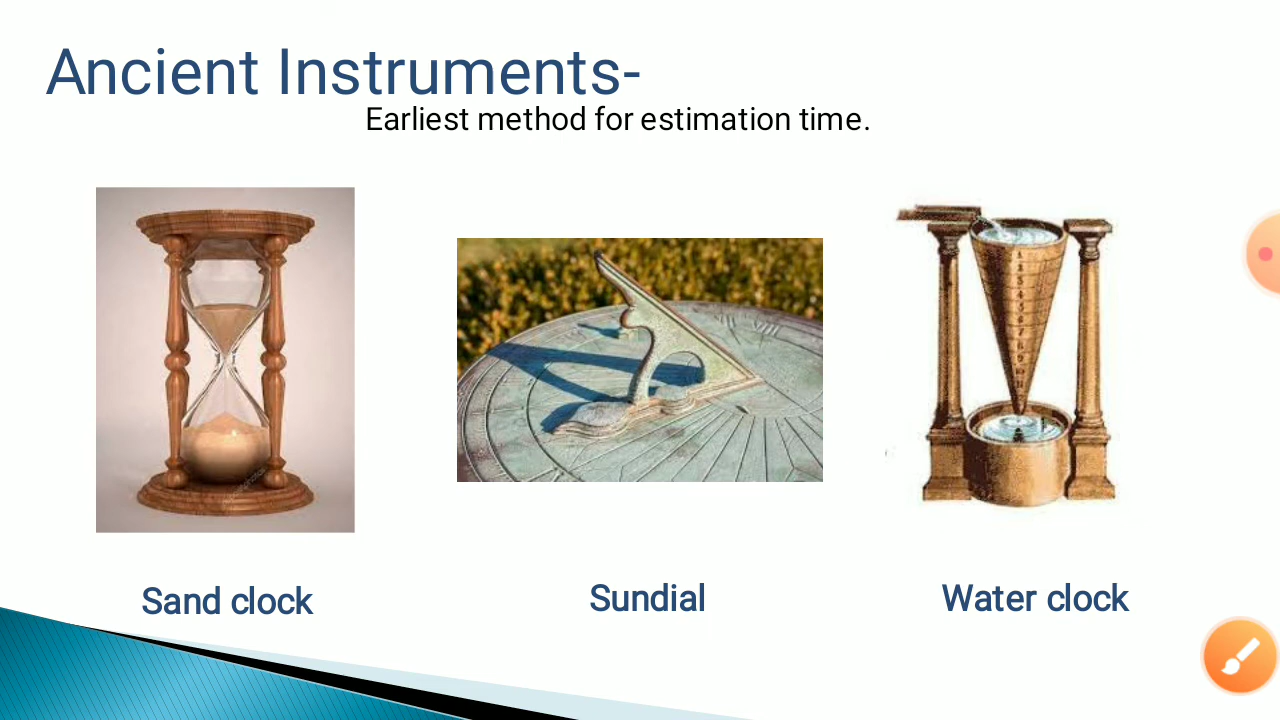 Ancient Instruments-
Earliest method for estimation time.
Sand clock
Sundial
Water clock